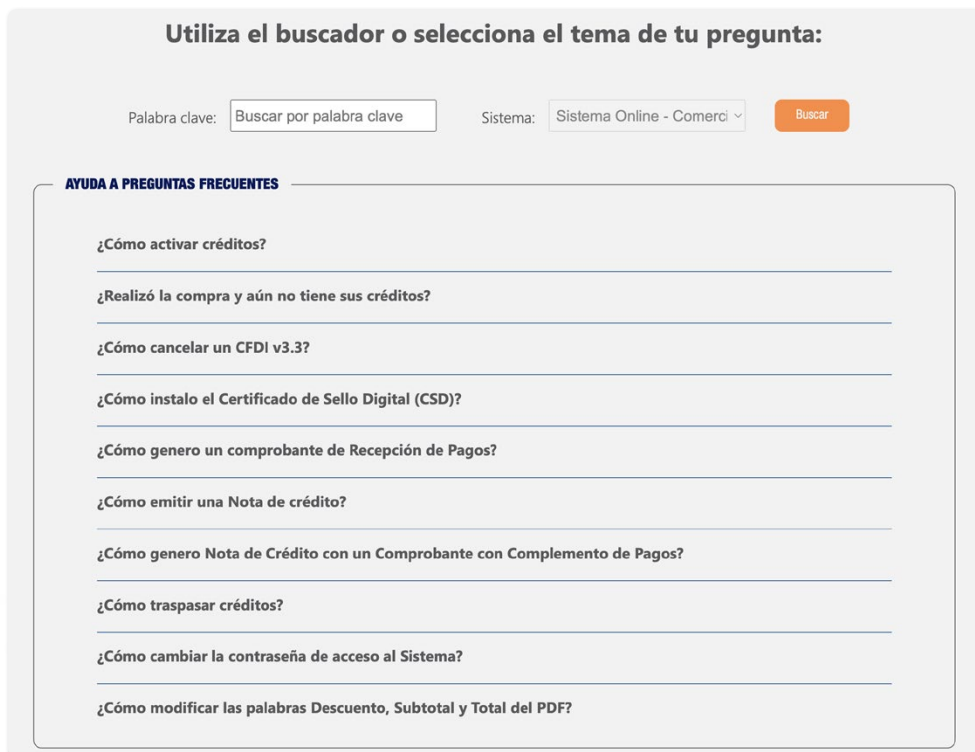 Utiliza el buscador o selecciona el tema de tu pregunta:
Palabra clave: Buscar por palabra clave Sistema: Sistema Online - Comerci Buscar
AYUDA A PREGUNTAS FRECUENTES
¿Cómo activar créditos?
¿Realizó la compra y aún no tiene sus créditos?
¿Cómo cancelar un CFDI v3.3?
¿Cómo instalo el Certificado de Sello Digital (CSD)?
¿Cómo genero un comprobante de Recepción de Pagos?
¿Cómo emitir una Nota de crédito?
¿Cómo genero Nota de Crédito con un Comprobante con Complemento de Pagos?
¿Cómo traspasar créditos?
¿Cómo cambiar la contraseña de acceso al Sistema?
¿Cómo modificar las palabras Descuento, Subtotal y Total del PDF?